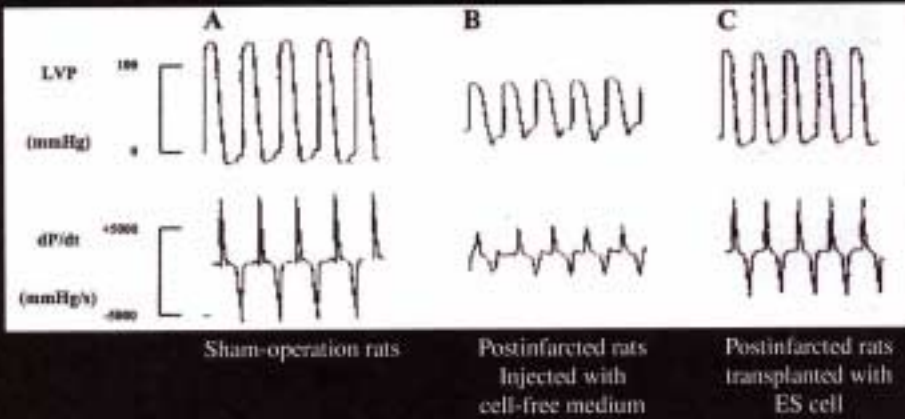 A
B
C
LVP
(mmHg)
100
0
dP/dt
(mmHg/s)
+5000
-5000
Sham-operation rats
Postinfarcted rats
Injected with
cell-free medium
Postinfarcted rats
transplanted with
ES cell